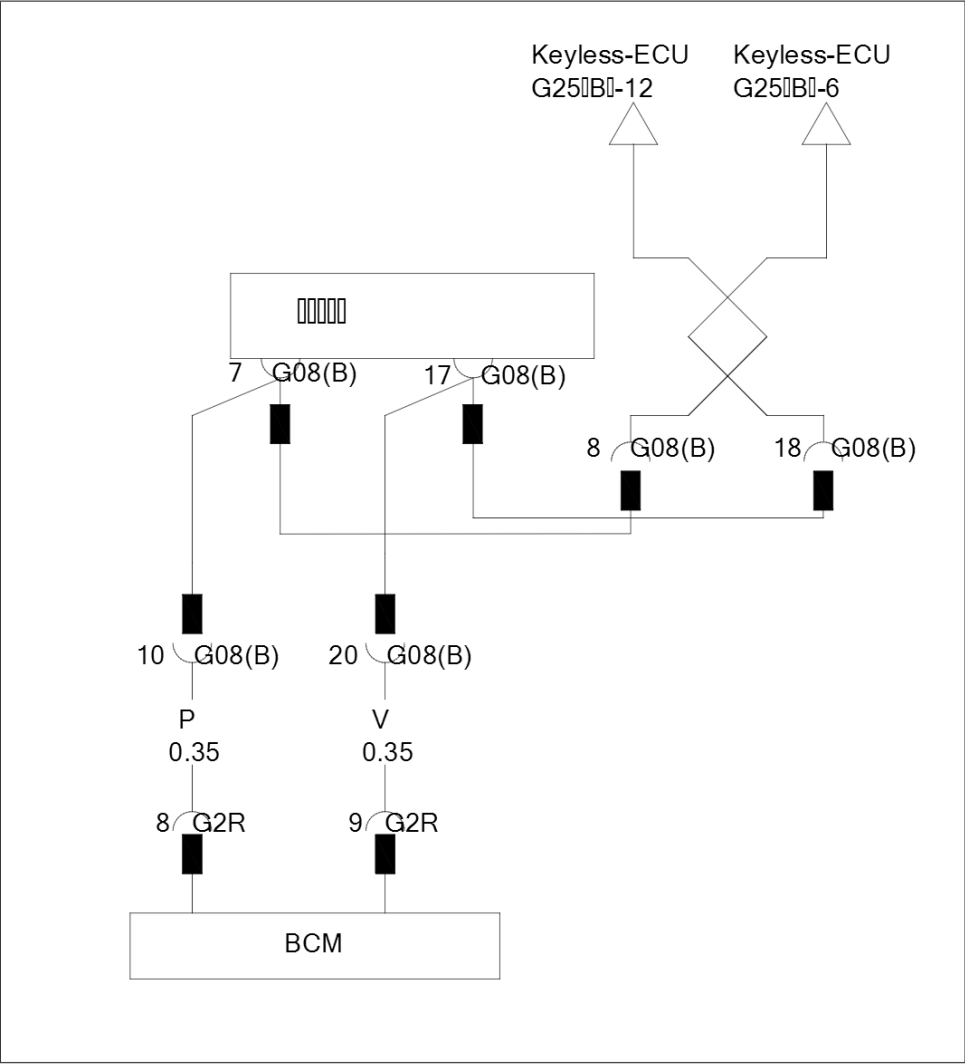 Keyless-ECU
G25▯B▯-12
Keyless-ECU
G25▯B▯-6
▯▯▯▯▯
7 G08(B)
17 G08(B)
8 G08(B)
18 G08(B)
10 G08(B)
20 G08(B)
P
0.35
V
0.35
8 G2R
9 G2R
BCM